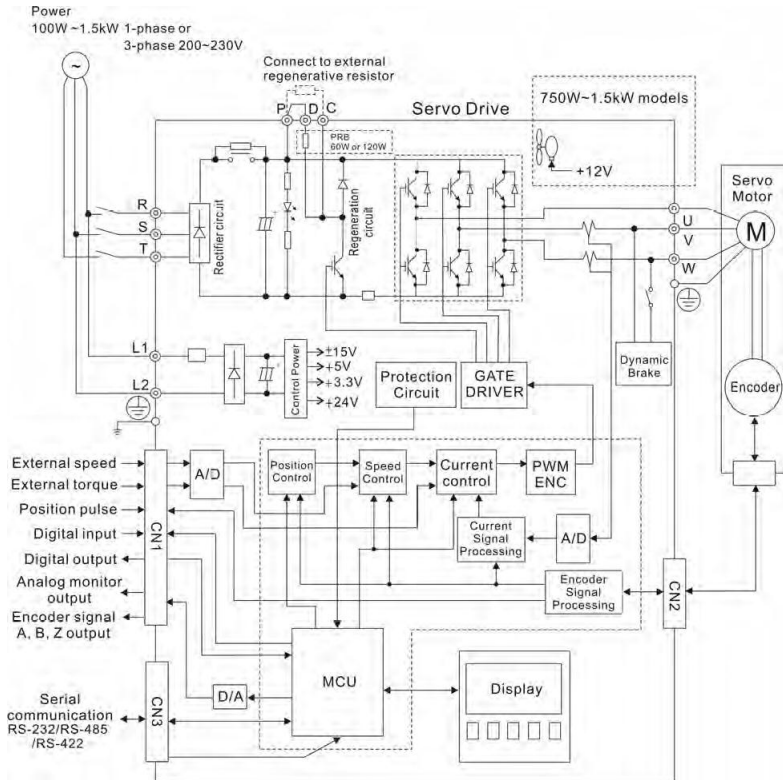 Power
100W ~1.5kW 1-phase or
3-phase 200~230V
~
Connect to external
regenerative resistor
P D C
Servo Drive
750W~1.5kW models
+12V
PRB
60W or 120W
Servo
Motor
R
S
T
Rectifier circuit
+
Regeneration
circuit
U
V
W
M
L1
L2
+
Control Power
±15V
+5V
+3.3V
+24V
Protection
Circuit
GATE
DRIVER
Dynamic
Brake
Encoder
External speed
External torque
Position pulse
Digital input
Digital output
Analog monitor
output
Encoder signal
A, B, Z output
CN1
A/D
Position
Control
Speed
Control
Current
control
PWM
ENC
Current
Signal
Processing
A/D
Encoder
Signal
Processing
CN2
Serial
communication
RS-232/RS-485
/RS-422
CN3
D/A
MCU
Display